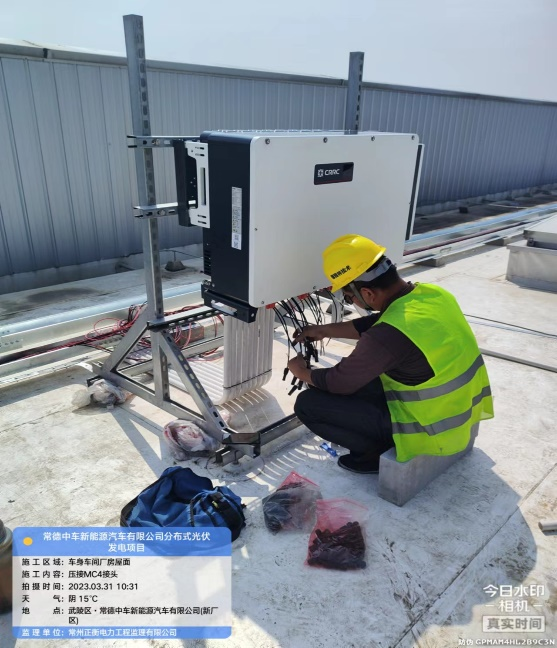 CRRC
常德中车新能源汽车有限公司分布式光伏
发电项目
施工区域：车身车间厂房屋面
施工内容：压接MC4接头
拍摄时间：2023.03.31 10:31
天 气：阴 15℃
地 点：武陵区·常德中车新能源汽车有限公司(新厂
区)
监理单位：常州正衡电力工程监理有限公司
今日水印
-相机-
真实时间
防伪 GPMAM4HL2B9C3N